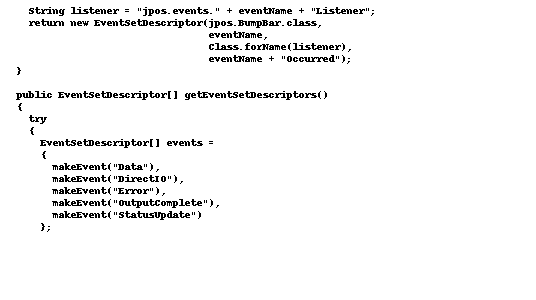 String listener = "jpos.events." + eventName + "Listener";
return new EventSetDescriptor(jpos.BumpBar.class,
eventName,
Class.forName(listener),
eventName + "Occurred");
}
public EventSetDescriptor[] getEventSetDescriptors()
{
try
{
EventSetDescriptor[] events =
{
makeEvent("Data"),
makeEvent("DirectIO"),
makeEvent("Error"),
makeEvent("OutputComplete"),
makeEvent("StatusUpdate")
};